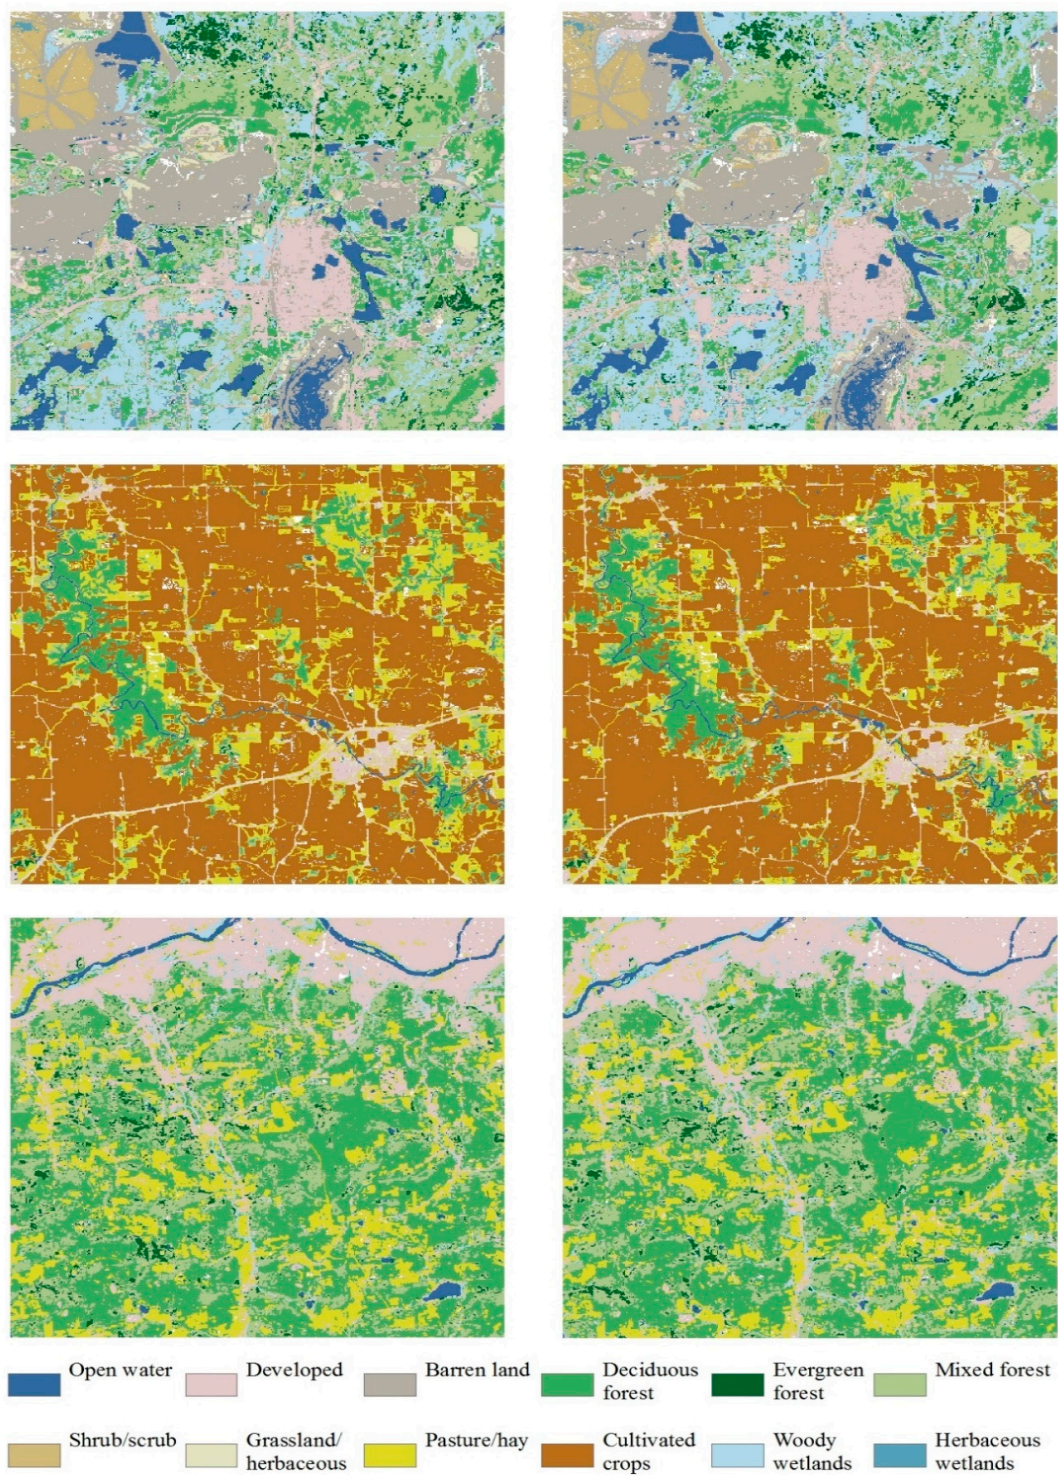 Open water
Developed
Barren land
Deciduous
forest
Evergreen
forest
Mixed forest
Shrub/scrub
Grassland/
herbaceous
Pasture/hay
Cultivated
crops
Woody
wetlands
Herbaceous
wetlands